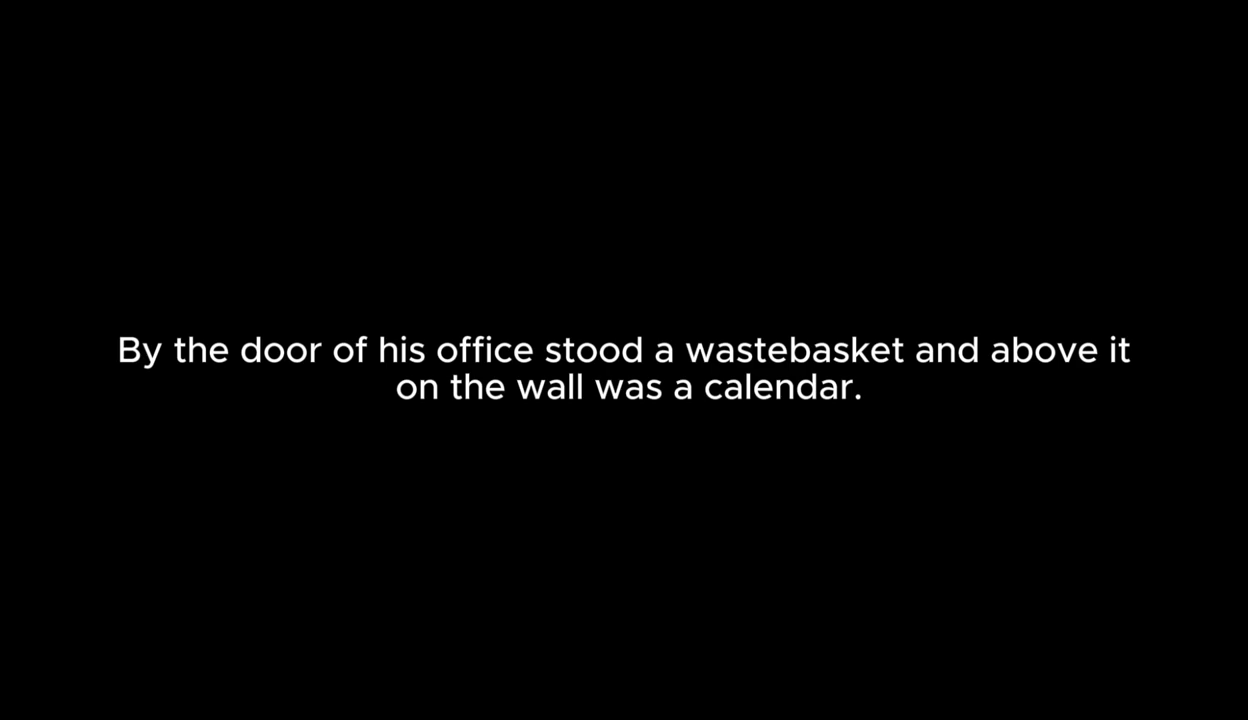 By the door of his office stood a wastebasket and above it
on the wall was a calendar.